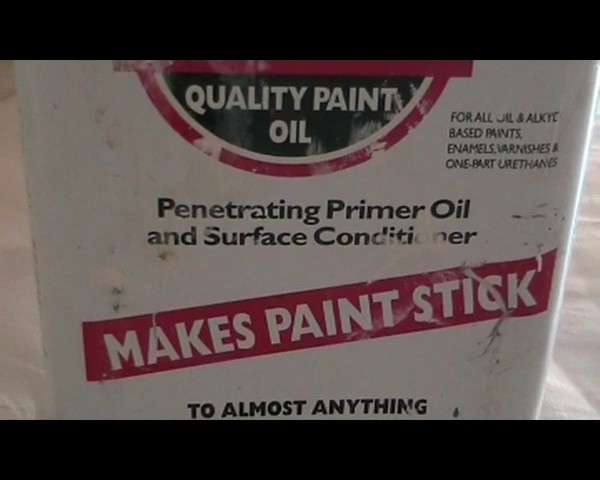 QUALITY PAINT
OIL
FOR ALL OIL & ALKYD
BASED PAINTS,
ENAMELS, VARNISHES &
ONE-PART URETHANES
Penetrating Primer Oil
and Surface Conditioner
MAKES PAINT STICK
TO ALMOST ANYTHING